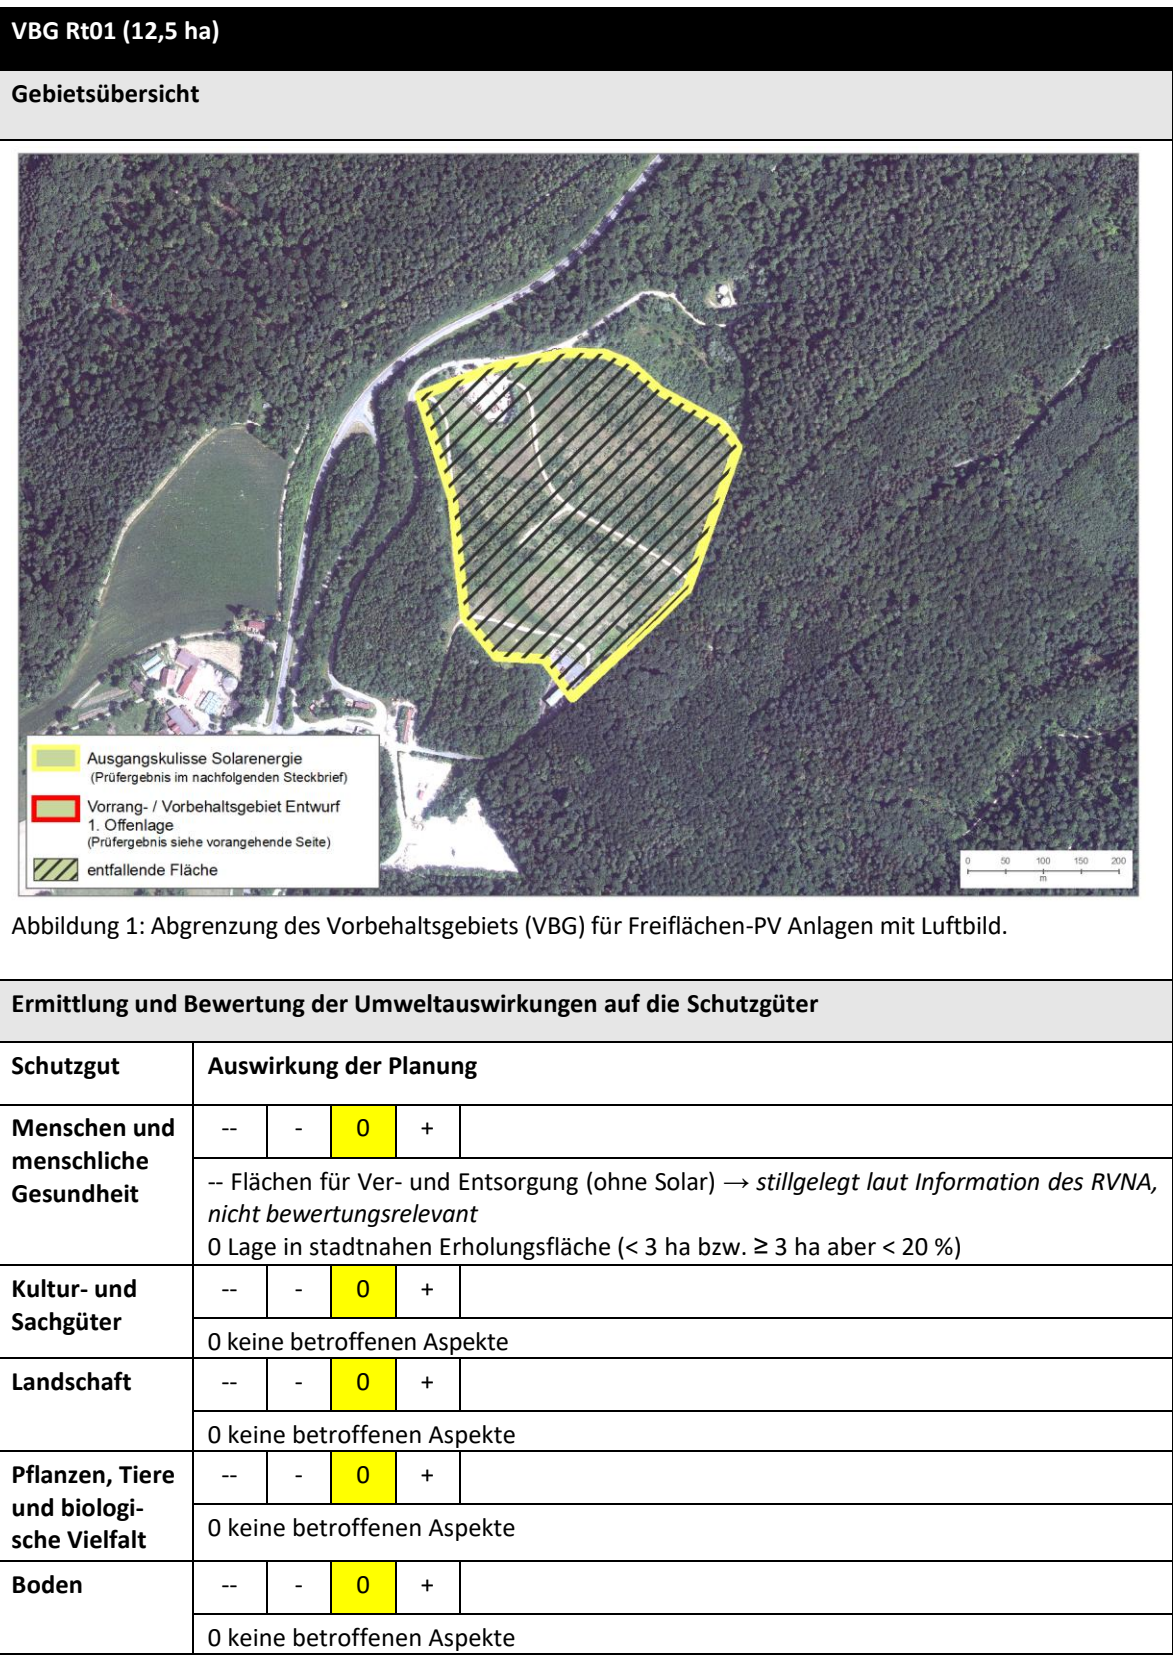 VBG Rt01 (12,5 ha)
Gebietsübersicht
Ausgangskulisse Solarenergie
(Prüfergebnis im nachfolgenden Steckbrief)
Vorrang- / Vorbehaltsgebiet Entwurf
1. Offenlage
(Prüfergebnis siehe vorangehende Seite)
entfallende Fläche
0 50 100 150 200
m
Abbildung 1: Abgrenzung des Vorbehaltsgebiets (VBG) für Freiflächen-PV Anlagen mit Luftbild.
Ermittlung und Bewertung der Umweltauswirkungen auf die Schutzgüter
Schutzgut Auswirkung der Planung
Menschen und
menschliche
Gesundheit
-- - 0 +
-- Flächen für Ver- und Entsorgung (ohne Solar) → stillgelegt laut Information des RVNA,
nicht bewertungsrelevant
0 Lage in stadtnahen Erholungsfläche (< 3 ha bzw. ≥ 3 ha aber < 20 %)
Kultur- und
Sachgüter
-- - 0 +
0 keine betroffenen Aspekte
Landschaft
-- - 0 +
0 keine betroffenen Aspekte
Pflanzen, Tiere
und biologi-
sche Vielfalt
-- - 0 +
0 keine betroffenen Aspekte
Boden
-- - 0 +
0 keine betroffenen Aspekte